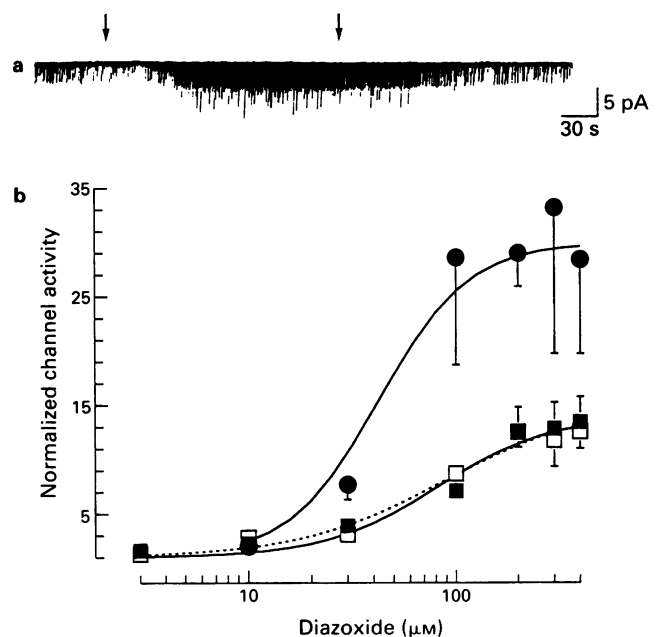 a
5 pA
30 s
b
Normalized channel activity
35
25
15
5
10
100
Diazoxide (μM)